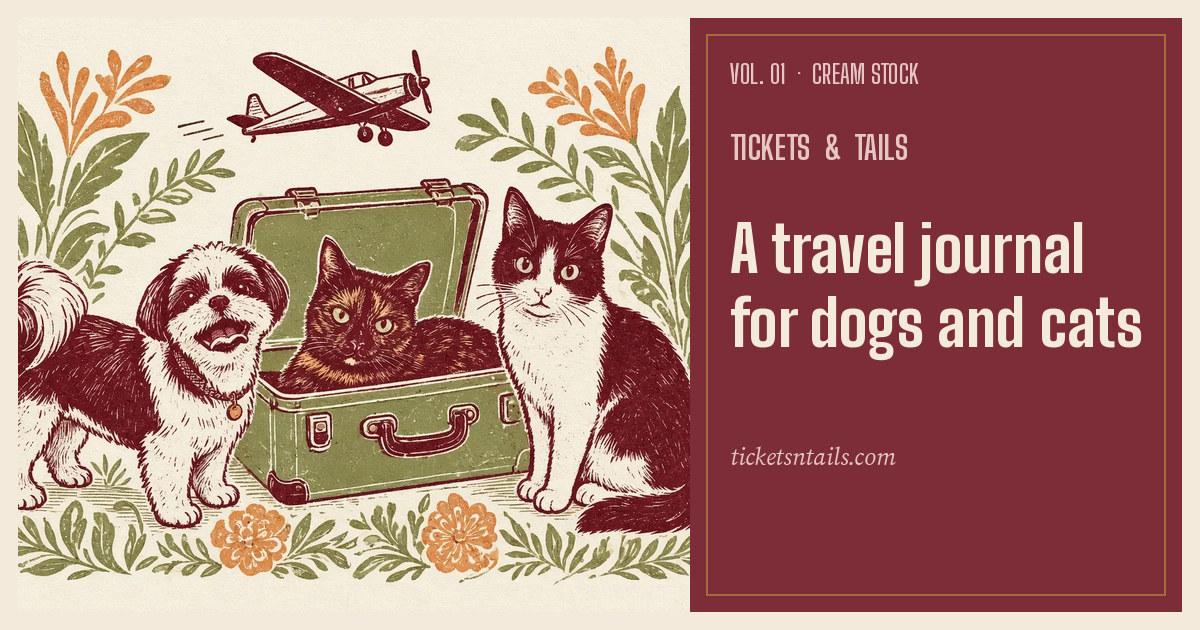 VOL. 01 · CREAM STOCK
TICKETS & TAILS
A travel journal
for dogs and cats
ticketsntails.com